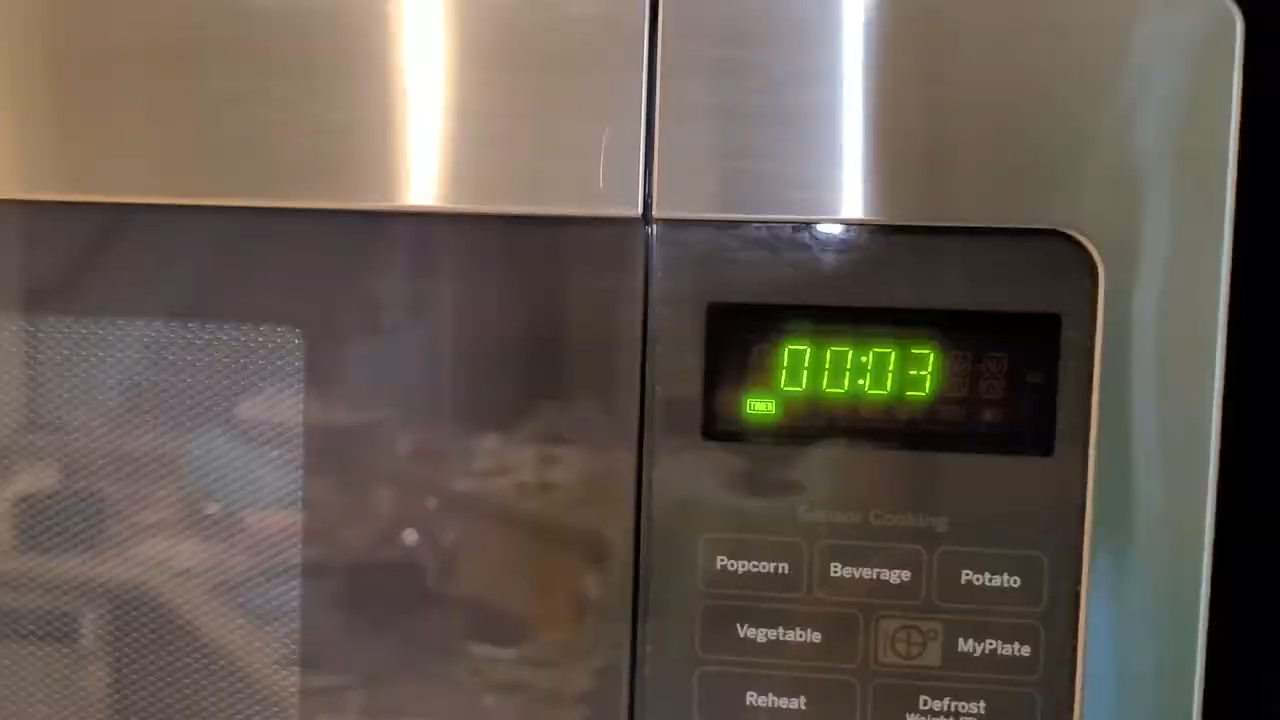 00:03
TIMER
Sensor Cooking
Popcorn Beverage Potato
Vegetable MyPlate
Reheat Defrost